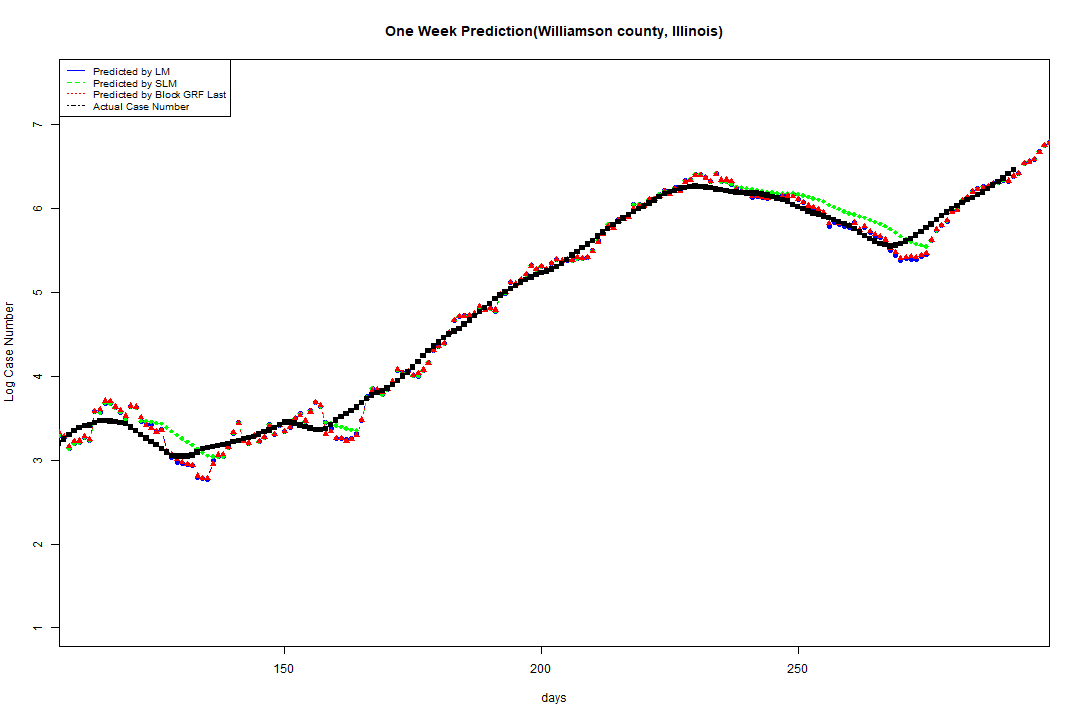 One Week Prediction(Williamson county, Illinois)
Predicted by LM
Predicted by SLM
Predicted by Block GRF Last
Actual Case Number
7
6
5
4
3
2
1
Log Case Number
150 200 250
days